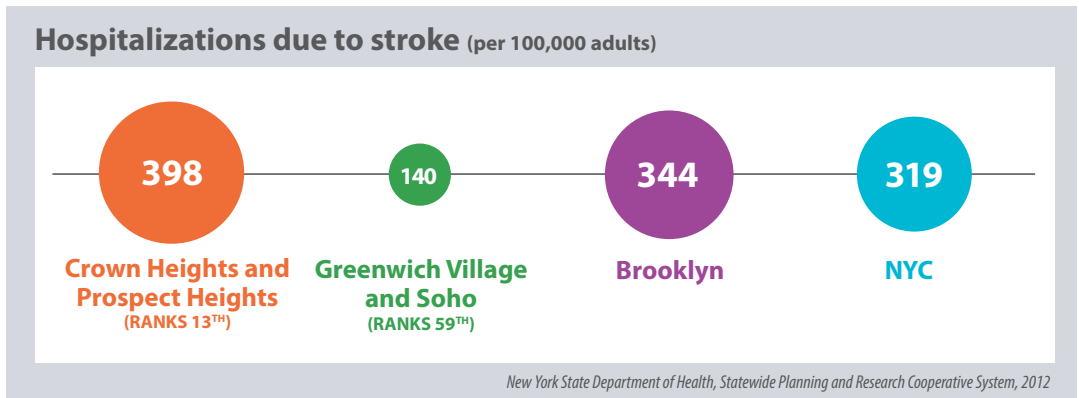 Hospitalizations due to stroke (per 100,000 adults)
398
140
344
319
Crown Heights and
Prospect Heights
(RANKS 13TH)
Greenwich Village
and Soho
(RANKS 59TH)
Brooklyn
NYC
New York State Department of Health, Statewide Planning and Research Cooperative System, 2012